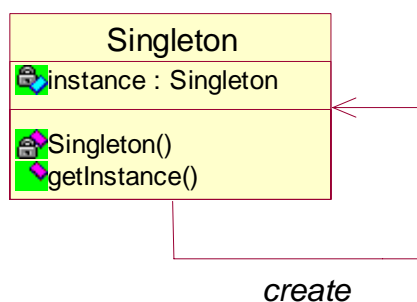 Singleton
instance : Singleton
Singleton()
getInstance()
create